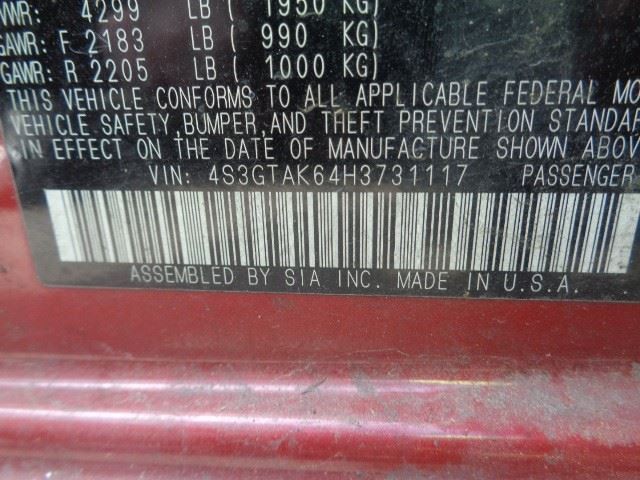 4299 LB ( 1950 KG)
F 2183 LB ( 990 KG)
GAWR: R 2205 LB ( 1000 KG)
THIS VEHICLE CONFORMS TO ALL APPLICABLE FEDERAL MO
VEHICLE SAFETY,BUMPER,AND THEFT PREVENTION STANDAR
IN EFFECT ON THE DATE OF MANUFACTURE SHOWN ABOV
VIN: 4S3GTAK64H3731117 PASSENGER
ASSEMBLED BY SIA INC. MADE IN U.S.A.